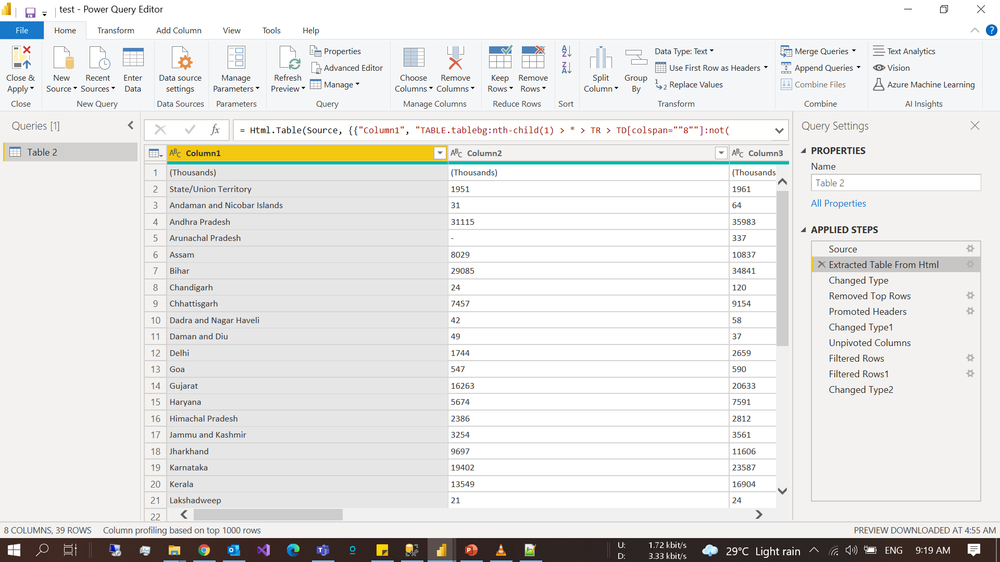 test - Power Query Editor
File Home Transform Add Column View Tools Help
Close & Apply
New Source
Recent Sources
Enter Data
Data source settings
Manage Parameters
Refresh Preview
Properties
Advanced Editor
Manage
Choose Columns
Remove Columns
Keep Rows
Remove Rows
Split Column
Group By
Data Type: Text
Use First Row as Headers
Replace Values
Merge Queries
Append Queries
Combine Files
Text Analytics
Vision
Azure Machine Learning
Close New Query Data Sources Parameters Query Manage Columns Reduce Rows Sort Transform Combine AI Insights
Queries [1]
Table 2
fx = Html.Table(Source, {{"Column1", "TABLE.tablebg:nth-child(1) > * > TR > TD[colspan=""8""]:not(
ABC Column1 ABC Column2 ABC Column3
1 (Thousands) (Thousands) (Thousands
2 State/Union Territory 1951 1961
3 Andaman and Nicobar Islands 31 64
4 Andhra Pradesh 31115 35983
5 Arunachal Pradesh - 337
6 Assam 8029 10837
7 Bihar 29085 34841
8 Chandigarh 24 120
9 Chhattisgarh 7457 9154
10 Dadra and Nagar Haveli 42 58
11 Daman and Diu 49 37
12 Delhi 1744 2659
13 Goa 547 590
14 Gujarat 16263 20633
15 Haryana 5674 7591
16 Himachal Pradesh 2386 2812
17 Jammu and Kashmir 3254 3561
18 Jharkhand 9697 11606
19 Karnataka 19402 23587
20 Kerala 13549 16904
21 Lakshadweep 21 24
22
Query Settings
PROPERTIES
Name
Table 2
All Properties
APPLIED STEPS
Source
Extracted Table From Html
Changed Type
Removed Top Rows
Promoted Headers
Changed Type1
Unpivoted Columns
Filtered Rows
Filtered Rows1
Changed Type2
8 COLUMNS, 39 ROWS Column profiling based on top 1000 rows PREVIEW DOWNLOADED AT 4:55 AM
U: 1.72 kbit/s
D: 3.33 kbit/s
29°C Light rain ENG 9:19 AM